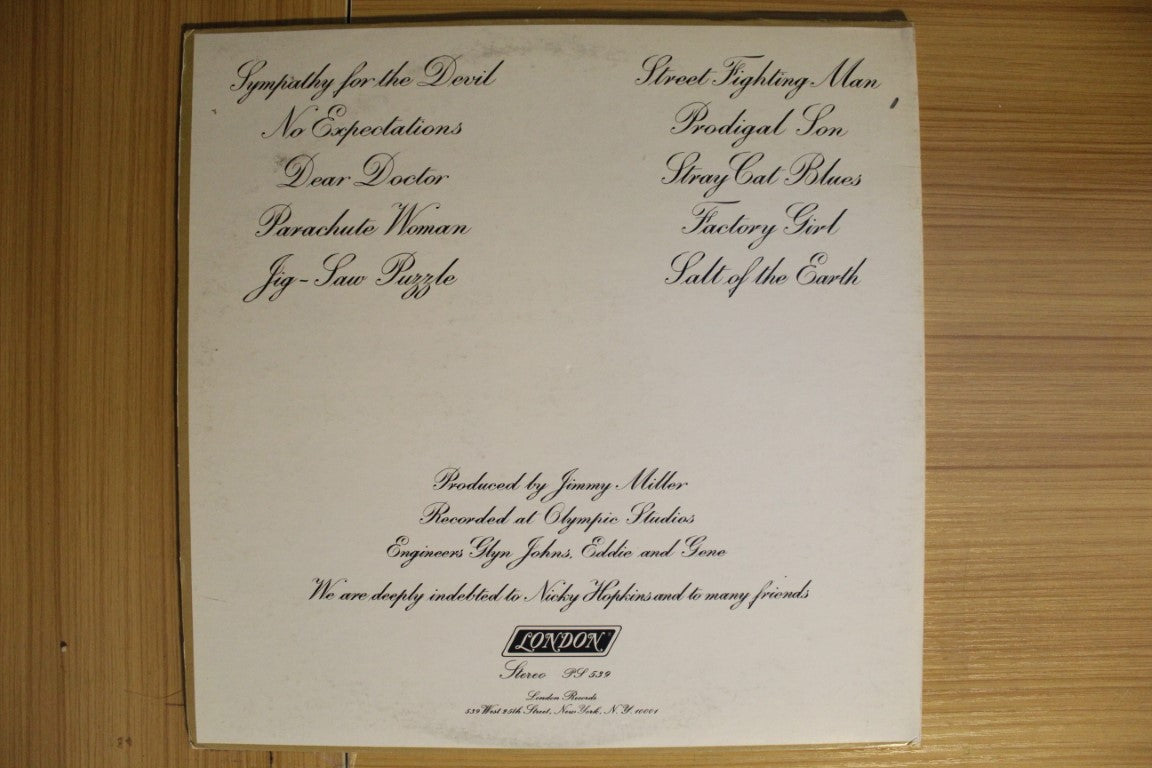 Sympathy for the Devil
No Expectations
Dear Doctor
Parachute Woman
Jig-Saw Puzzle
Street Fighting Man
Prodigal Son
Stray Cat Blues
Factory Girl
Salt of the Earth
Produced by Jimmy Miller
Recorded at Olympic Studios
Engineers Glyn Johns, Eddie and Gene
We are deeply indebted to Nicky Hopkins and to many friends
LONDON
Stereo PS 539
London Records
539 West 25th Street, New York, N.Y. 10001